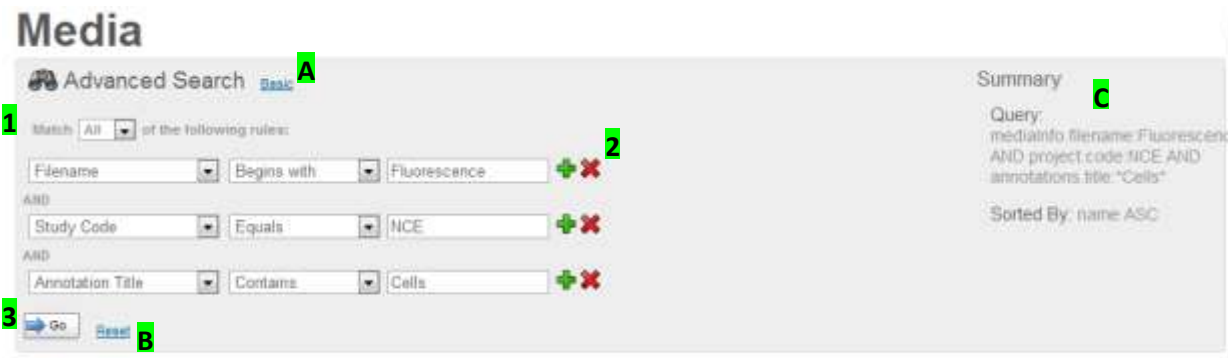 Media
Advanced Search Basic A
Summary
C
1 Match All of the following rules:
2
Query:
mediaInfo.filename:Fluorescenc
AND project.code:NCE AND
annotations.title:*Cells*
Sorted By: name ASC
Filename Begins with Fluorescence
AND
Study Code Equals NCE
AND
Annotation Title Contains Cells
3 Go Reset B